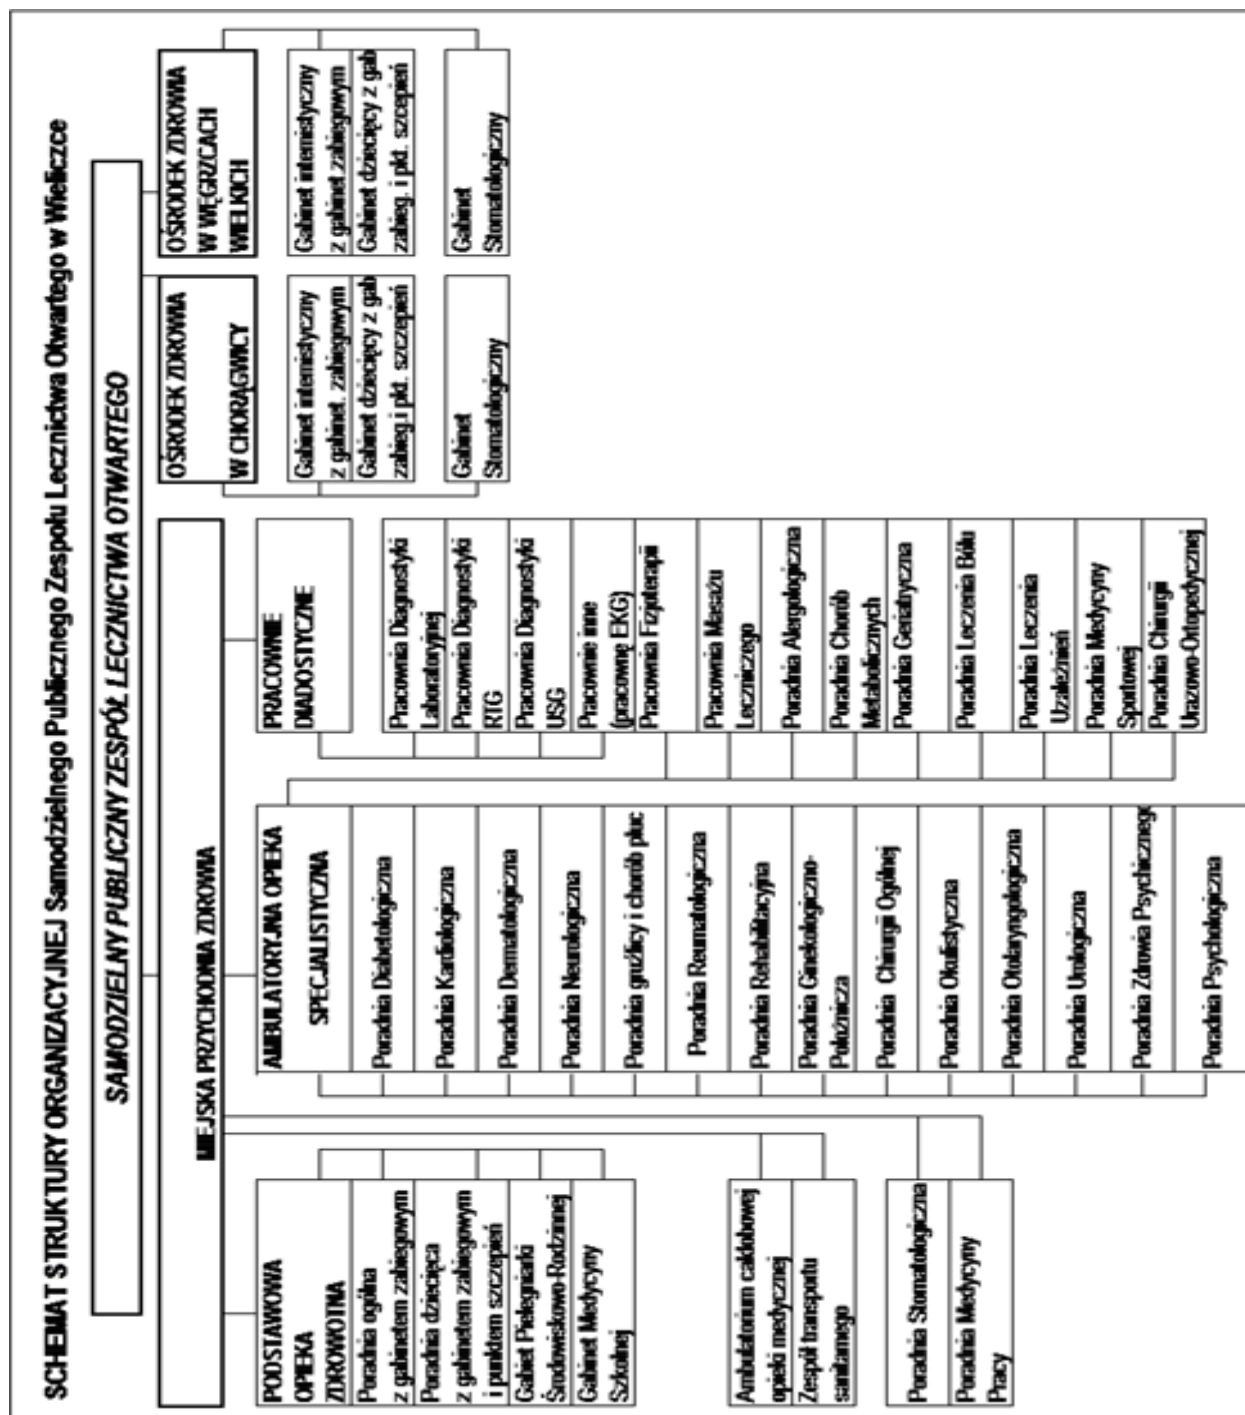 SCHEMAT STRUKTURY ORGANIZACYJNEJ Samodzielnego Publicznego Zespołu Lecznictwa Otwartego w Wieliczce
SAMODZIELNY PUBLICZNY ZESPÓŁ LECZNICTWA OTWARTEGO
MIEJSKA PRZYCHODNIA ZDROWIA
OŚRODEK ZDROWIA
W CHORĄGWICY
OŚRODEK ZDROWIA
W WĘGRZCACH
WIELKICH
PODSTAWOWA
OPIEKA
ZDROWOTNA
Poradnia ogólna
z gabinetem zabiegowym
Poradnia dziecięca
z gabinetem zabiegowym
i punktem szczepień
Gabiet Pielęgniarki
Środowiskowo-Rodzinnej
Gabinet Medycyny
Szkolnej
Ambulatorium całdobowej
opieki medycznej
Zespół transportu
sanitarnego
Poradnia Stomatologiczna
Poradnia Medycyny
Pracy
AMBULATORYJNA OPIEKA
SPECJALISTYCZNA
Poradnia Diabetologiczna
Poradnia Kardiologiczna
Poradnia Dermatologiczna
Poradnia Neurologiczna
Poradnia gruźlicy i chorób płuc
Poradnia Reumatologiczna
Poradnia Rehabilitacyjna
Poradnia Ginekologiczno-
Położnicza
Poradnia Chirurgii Ogólnej
Poradnia Okulistyczna
Poradnia Otolaryngologiczna
Poradnia Urologiczna
Poradnia Zdrowia Psychicznego
Poradnia Psychologiczna
PRACOWNIE
DIADOSTYCZNE
Pracownia Diagnostyki
Laboratoryjnej
Pracownia Diagnostyki
RTG
Pracownia Diagnostyki
USG
Pracownie inne
(pracownę EKG)
Pracownia Fizjoterapii
Pracownia Masażu
Leczniczego
Poradnia Alergologiczna
Poradnia Chorób
Metabolicznych
Poradnia Geriatryczna
Poradnia Leczenia Bólu
Poradnia Leczenia
Uzależnień
Poradnia Medycyny
Sportowej
Poradnia Chirurgii
Urazowo-Ortopedycznej
Gabinet internistyczny
z gabinet. zabiegowym
Gabinet dziecięcy z gab
zabieg.i pkt. szczepień
Gabinet
Stomatologiczny
Gabinet internistyczny
z gabinet.zabiegowym
Gabinet dziecięcy z gab
zabieg. i pkt. szcepień
Gabinet
Stomatologiczny